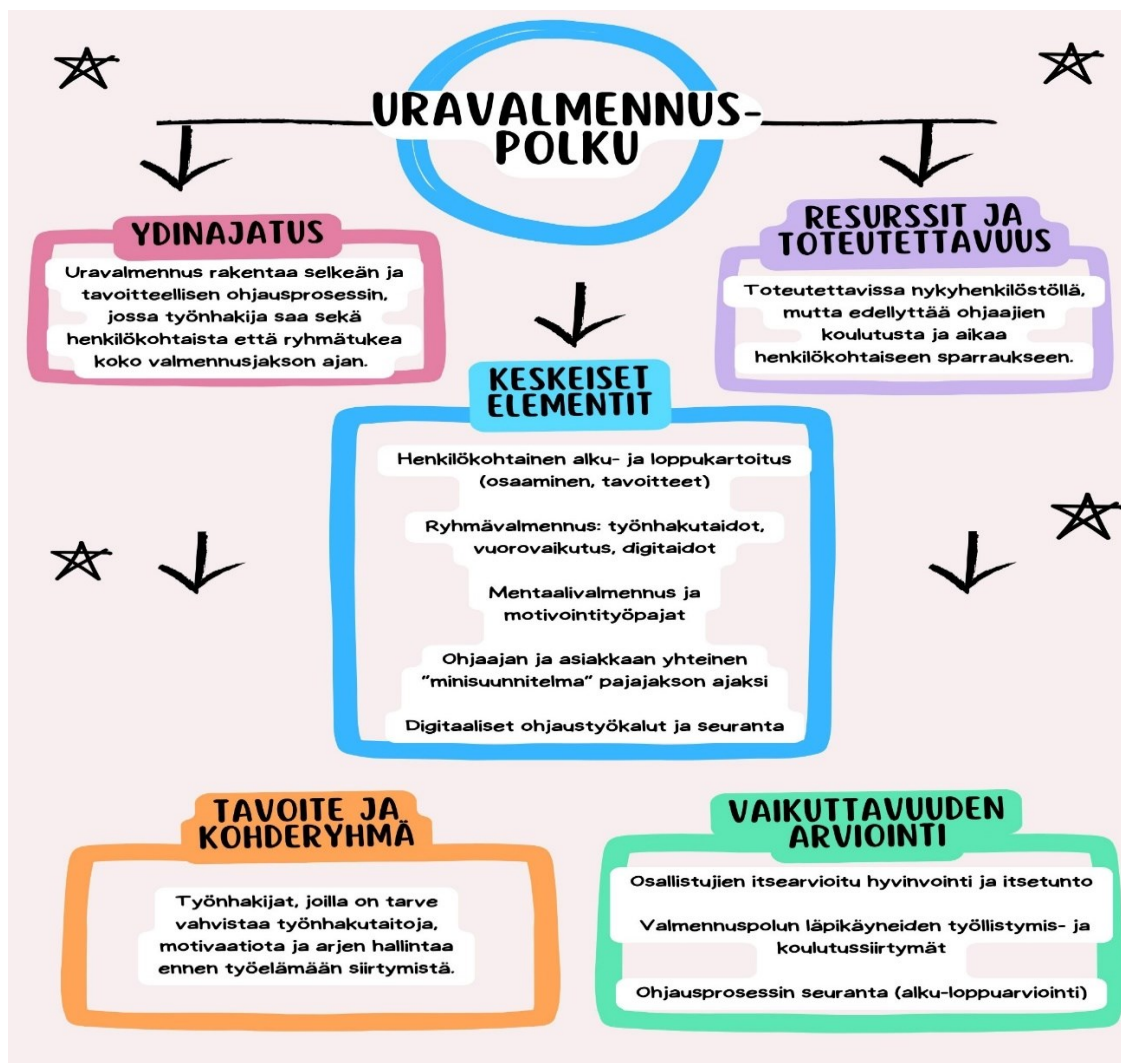 URAVALMENNUS-
POLKU
YDINAJATUS
Uravalmennus rakentaa selkeän ja
tavoitteellisen ohjausprosessin,
jossa työnhakija saa sekä
henkilökohtaista että ryhmätukea
koko valmennusjakson ajan.
RESURSSIT JA
TOTEUTETTAVUUS
Toteutettavissa nykyhenkilöstöllä,
mutta edellyttää ohjaajien
koulutusta ja aikaa
henkilökohtaiseen sparraukseen.
KESKEISET
ELEMENTIT
Henkilökohtainen alku- ja loppukartoitus
(osaaminen, tavoitteet)
Ryhmävalmennus: työnhakutaidot,
vuorovaikutus, digitaidot
Mentaalivalmennus ja
motivointityöpajat
Ohjaajan ja asiakkaan yhteinen
"minisuunnitelma" pajajakson ajaksi
Digitaaliset ohjaustyökalut ja seuranta
TAVOITE JA
KOHDERYHMÄ
Työnhakijat, joilla on tarve
vahvistaa työnhakutaitoja,
motivaatiota ja arjen hallintaa
ennen työelämään siirtymistä.
VAIKUTTAVUUDEN
ARVIOINTI
Osallistujien itsearvioitu hyvinvointi ja itsetunto
Valmennuspolun läpikäyneiden työllistymis- ja
koulutussiirtymät
Ohjausprosessin seuranta (alku-loppuarviointi)